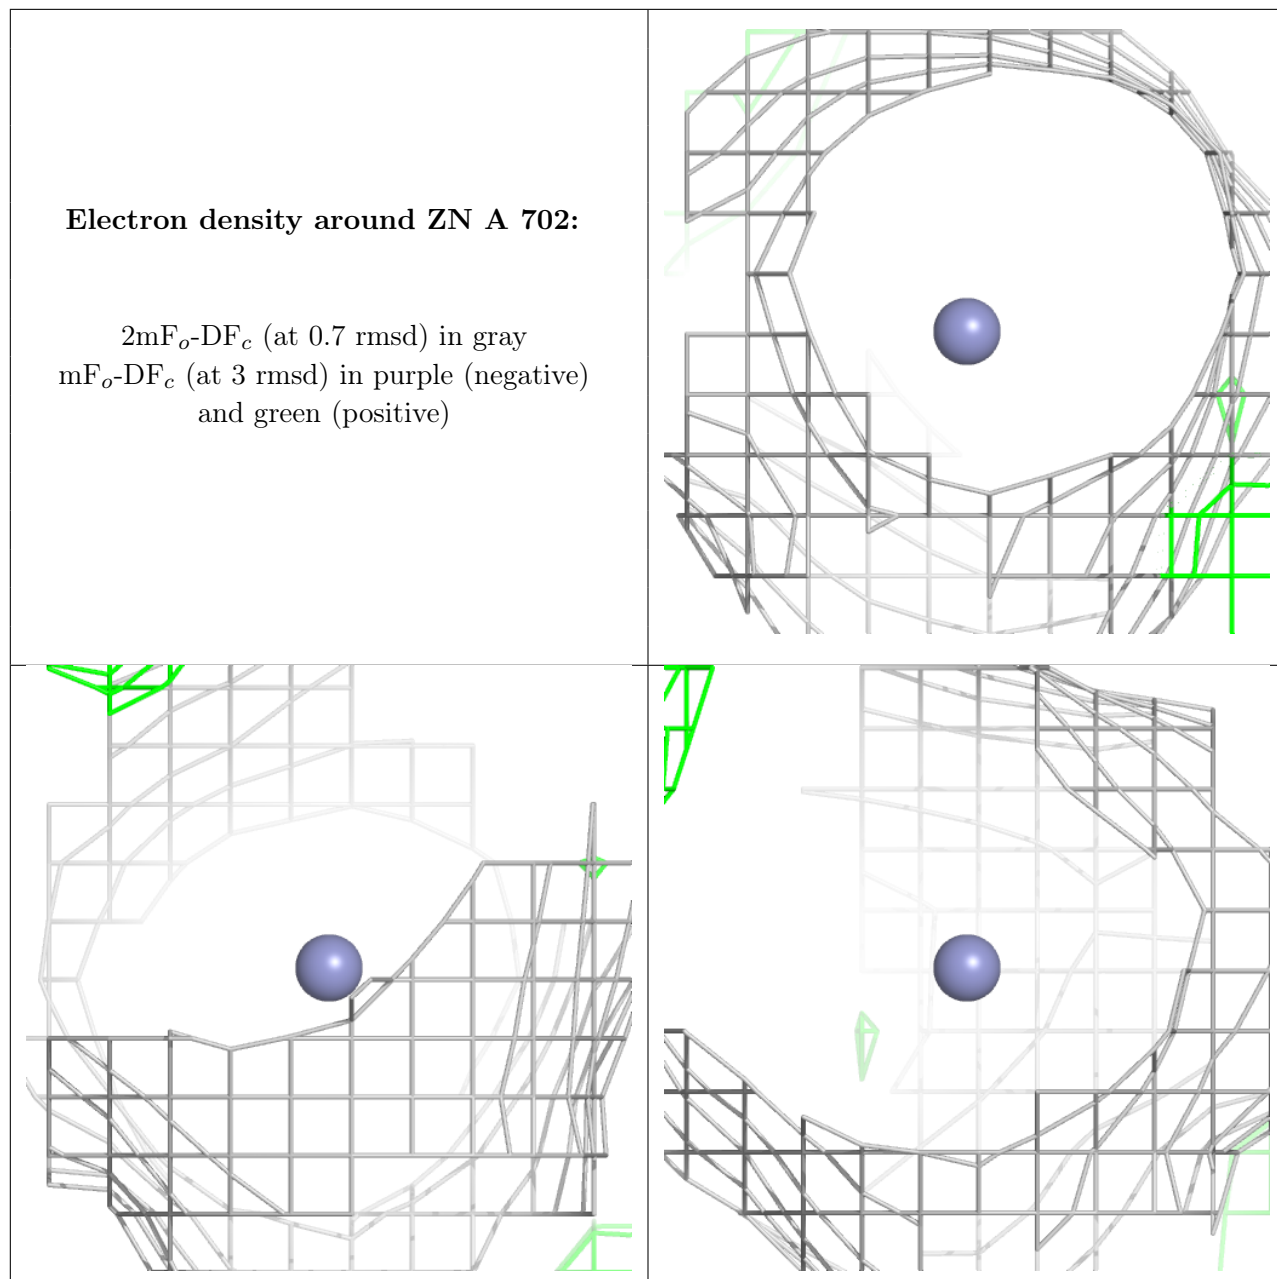 Electron density around ZN A 702:
2mFo-DFc (at 0.7 rmsd) in gray
mFo-DFc (at 3 rmsd) in purple (negative)
and green (positive)